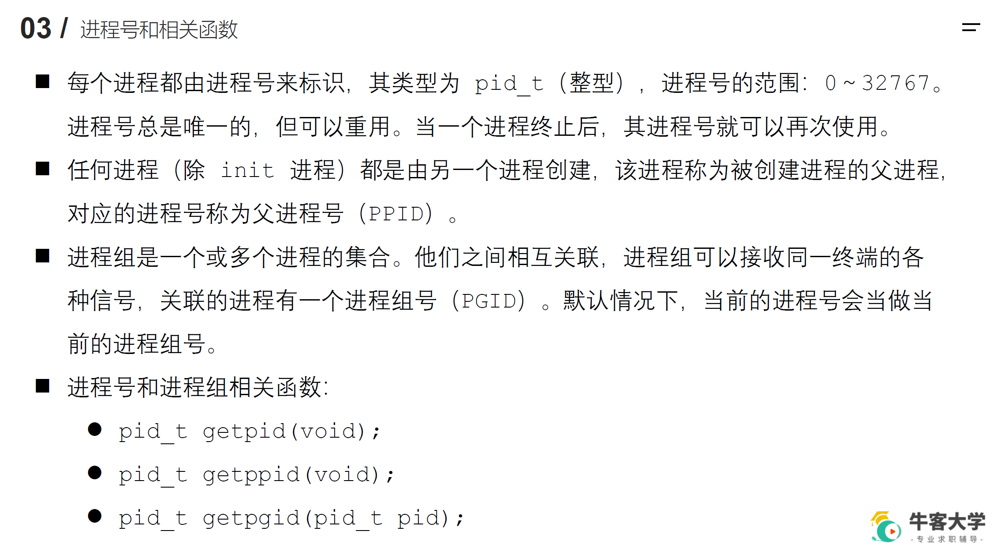 03 / 进程号和相关函数
■ 每个进程都由进程号来标识，其类型为 pid_t（整型），进程号的范围：0～32767。
进程号总是唯一的，但可以重用。当一个进程终止后，其进程号就可以再次使用。
■ 任何进程（除 init 进程）都是由另一个进程创建，该进程称为被创建进程的父进程，
对应的进程号称为父进程号（PPID）。
■ 进程组是一个或多个进程的集合。他们之间相互关联，进程组可以接收同一终端的各
种信号，关联的进程有一个进程组号（PGID）。默认情况下，当前的进程号会当做当
前的进程组号。
■ 进程号和进程组相关函数：
● pid_t getpid(void);
● pid_t getppid(void);
● pid_t getpgid(pid_t pid);
牛客大学
-专业求职辅导-